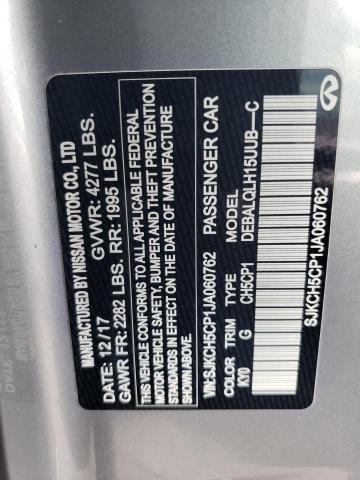 MANUFACTURED BY NISSAN MOTOR CO., LTD
GVWR: 4277 LBS.
DATE: 12/17
GAWR FR: 2282 LBS. RR: 1995 LBS.
THIS VEHICLE CONFORMS TO ALL APPLICABLE FEDERAL
MOTOR VEHICLE SAFETY, BUMPER AND THEFT PREVENTION
STANDARDS IN EFFECT ON THE DATE OF MANUFACTURE
SHOWN ABOVE.
VIN:SJKCH5CP1JA060762 PASSENGER CAR
COLOR TRIM TYPE MODEL
KY0 G CH5CP1 DEBALQLH15UUB-C
SJKCH5CP1JA060762